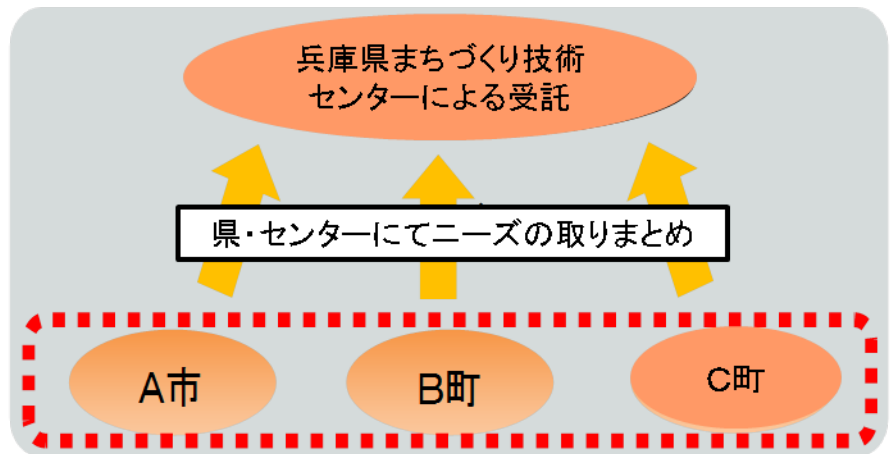 兵庫県まちづくり技術
センターによる受託
県・センターにてニーズの取りまとめ
A市
B町
C町